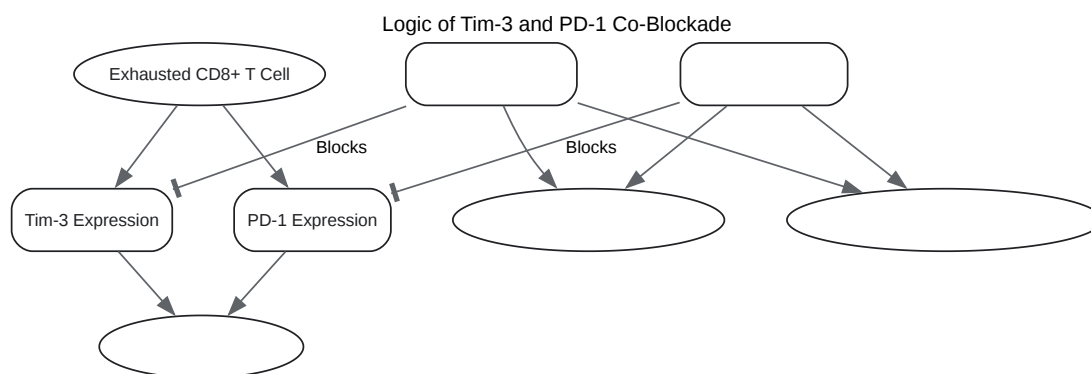 Logic of Tim-3 and PD-1 Co-Blockade
Exhausted CD8+ T Cell
Blocks
Blocks
Tim-3 Expression
PD-1 Expression